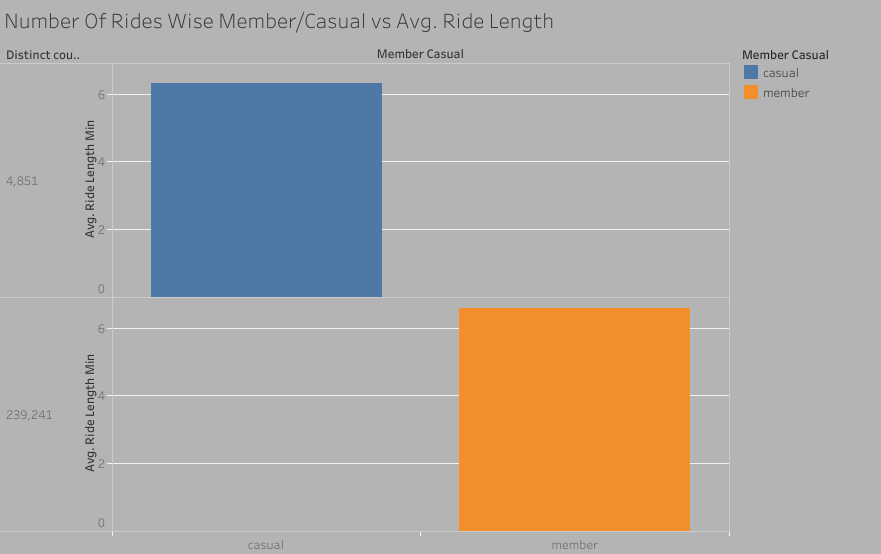 Number Of Rides Wise Member/Casual vs Avg. Ride Length
Distinct cou..
Member Casual
Member Casual
casual
member
4,851
Avg. Ride Length Min
6
4
2
0
239,241
Avg. Ride Length Min
6
4
2
0
casual
member